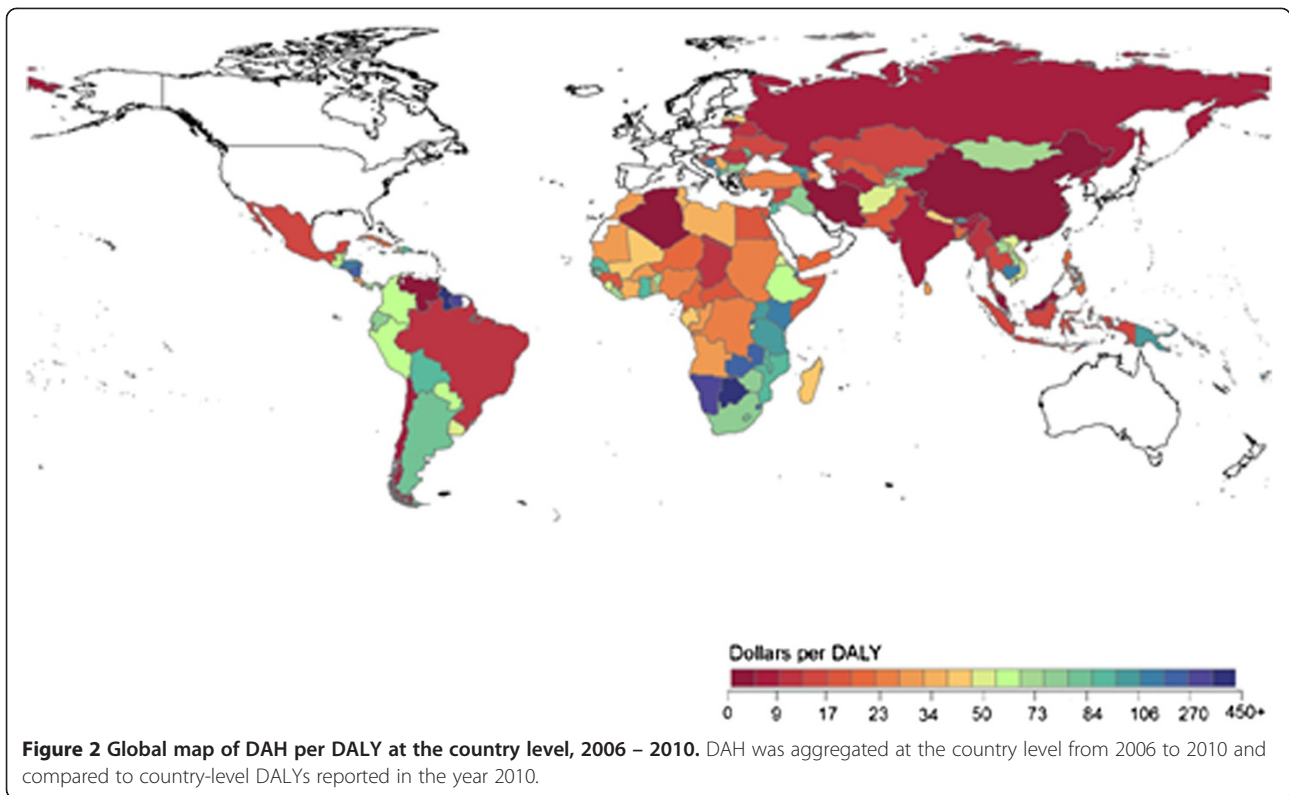 Dollars per DALY
0 9 17 23 34 50 73 84 106 270 450+
Figure 2 Global map of DAH per DALY at the country level, 2006 – 2010. DAH was aggregated at the country level from 2006 to 2010 and
compared to country-level DALYs reported in the year 2010.